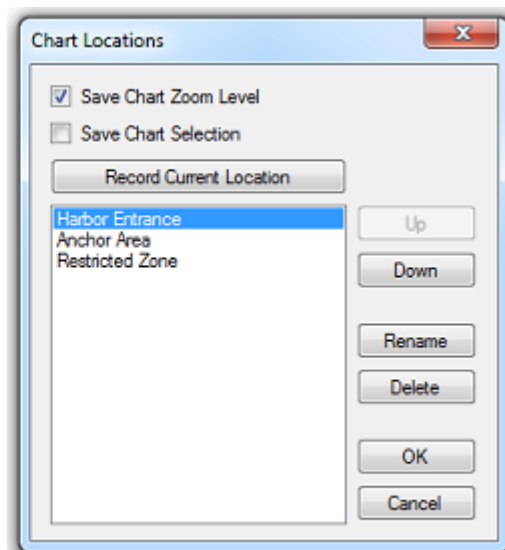 Chart Locations
Save Chart Zoom Level
Save Chart Selection
Record Current Location
Harbor Entrance
Anchor Area
Restricted Zone
Up
Down
Rename
Delete
OK
Cancel